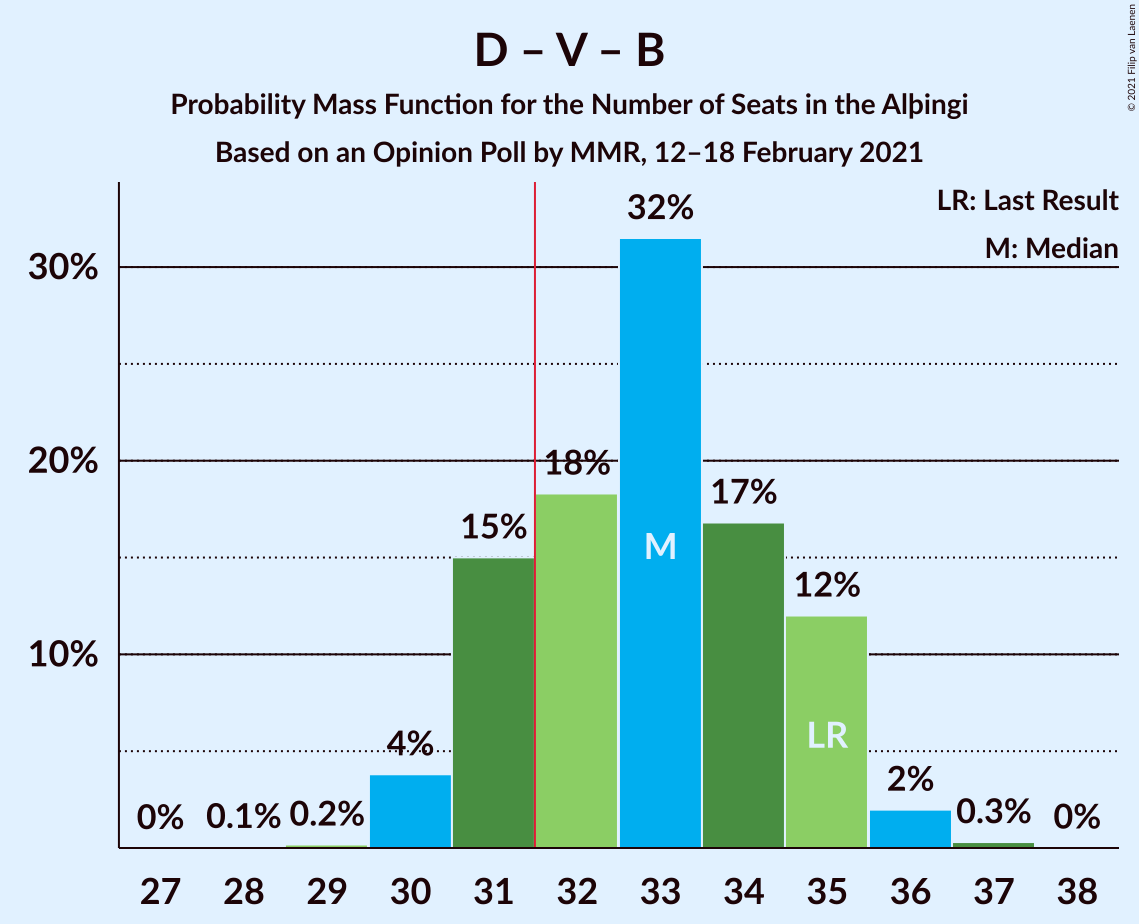 D – V – B
Probability Mass Function for the Number of Seats in the Alþingi
Based on an Opinion Poll by MMR, 12–18 February 2021
© 2021 Filip van Laenen
LR: Last Result
M: Median
30%
20%
10%
0%
0.1%
0.2%
4%
15%
18%
32%
17%
12%
2%
0.3%
0%
M
LR
27 28 29 30 31 32 33 34 35 36 37 38